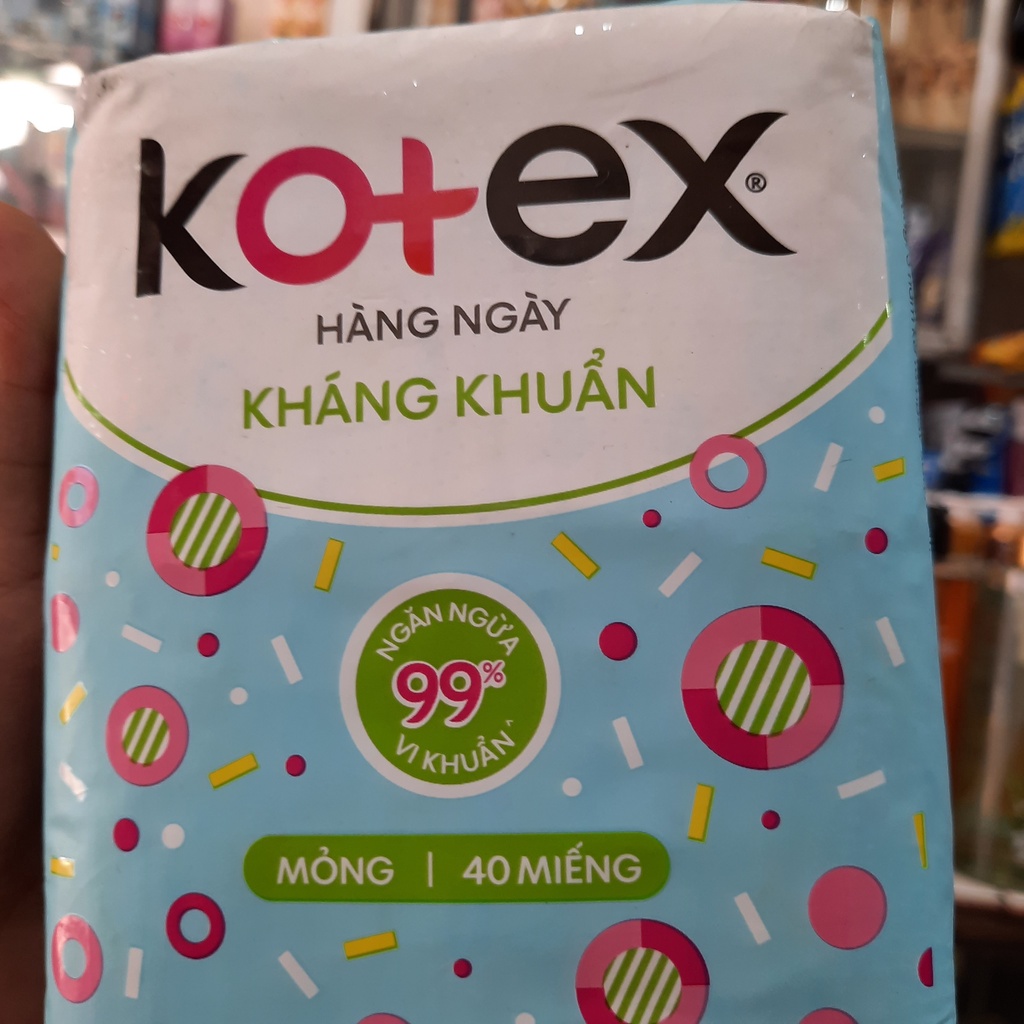 Kotex®
HÀNG NGÀY
KHÁNG KHUẨN
NGĂN NGỪA
99%
VI KHUẨN^
MỎNG | 40 MIẾNG